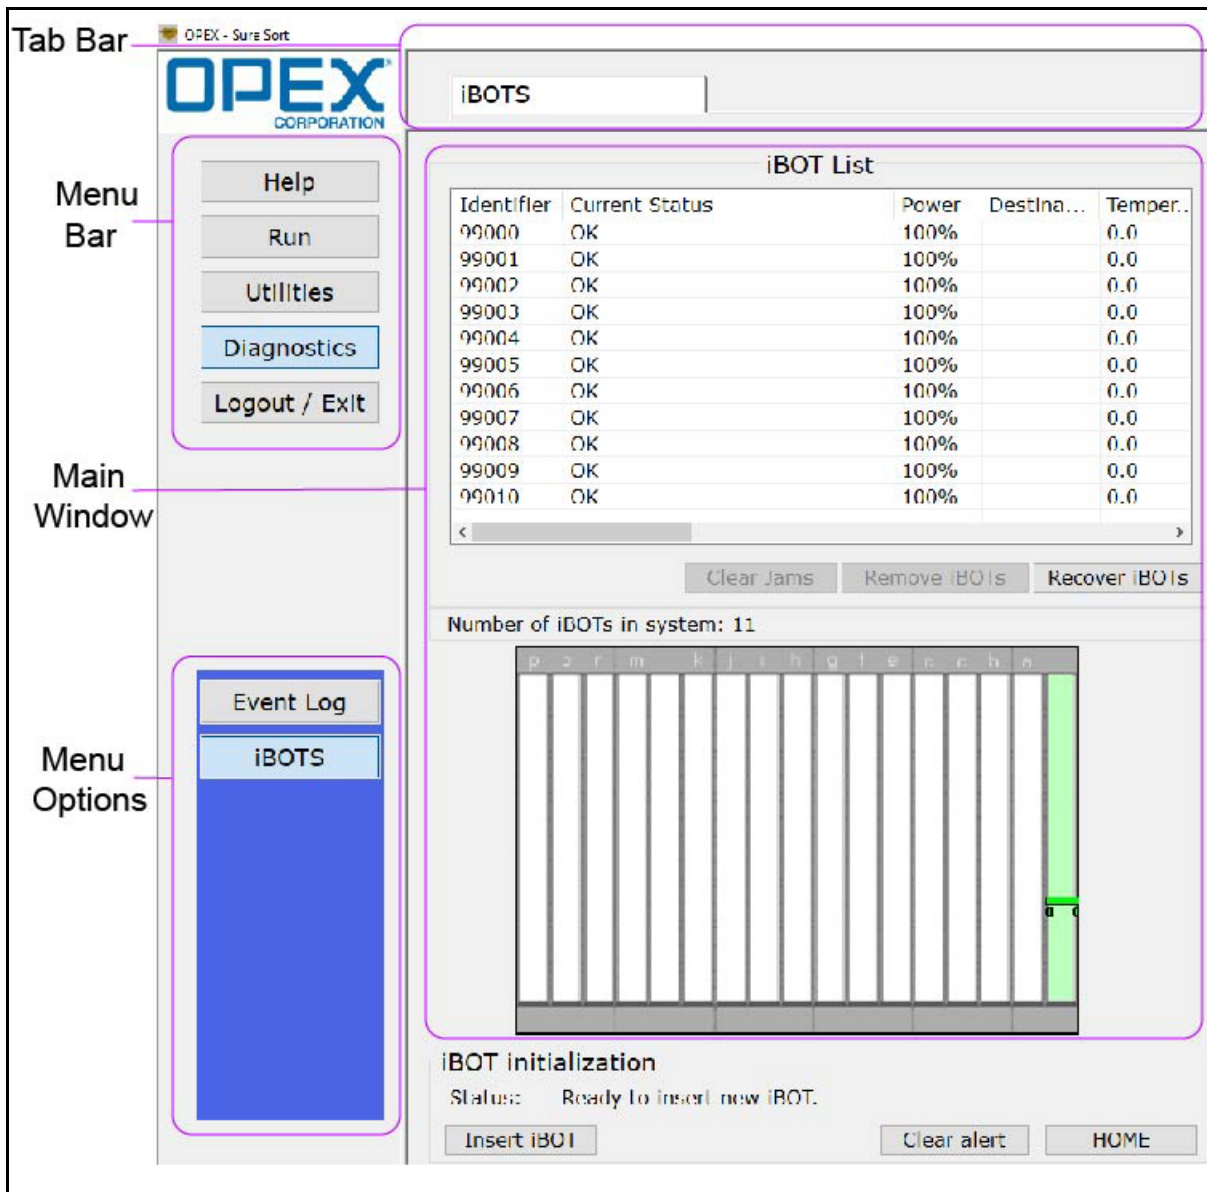 Tab Bar
OPEX - Sure Sort
OPEX
CORPORATION
iBOTS
Menu
Bar
Help
Run
Utilities
Diagnostics
Logout / Exit
iBOT List
Identifier Current Status Power Destina... Temper..
99000 OK 100% 0.0
99001 OK 100% 0.0
99002 OK 100% 0.0
99003 OK 100% 0.0
99004 OK 100% 0.0
99005 OK 100% 0.0
99006 OK 100% 0.0
99007 OK 100% 0.0
99008 OK 100% 0.0
99009 OK 100% 0.0
99010 OK 100% 0.0
Main
Window
Clear Jams Remove iBOTs Recover iBOTs
Number of iBOTs in system: 11
p m k j i h g f e
Menu
Options
Event Log
iBOTS
iBOT initialization
Status: Ready to insert new iBOT.
Insert iBOT Clear alert HOME